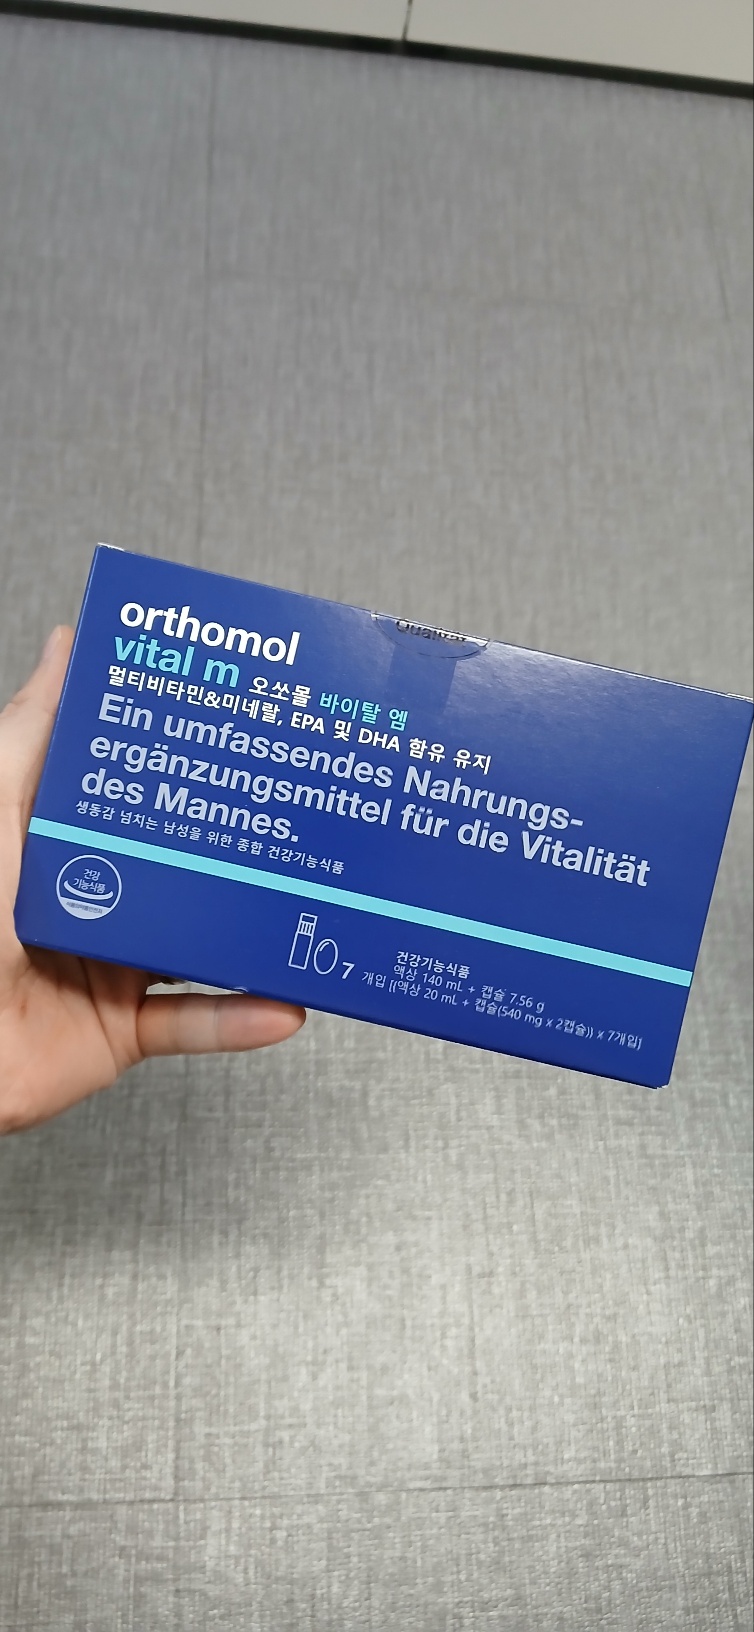 orthomol
vital m 오쏘몰 바이탈 엠
멀티비타민&미네랄, EPA 및 DHA 함유 유지
Ein umfassendes Nahrungs-
ergänzungsmittel für die Vitalität
des Mannes.
생동감 넘치는 남성을 위한 종합 건강기능식품
건강
기능식품
7
건강기능식품
액상 140 mL + 캡슐 7.56 g
개입 [(액상 20 mL + 캡슐(540 mg x 2캡슐)) x 7개입]